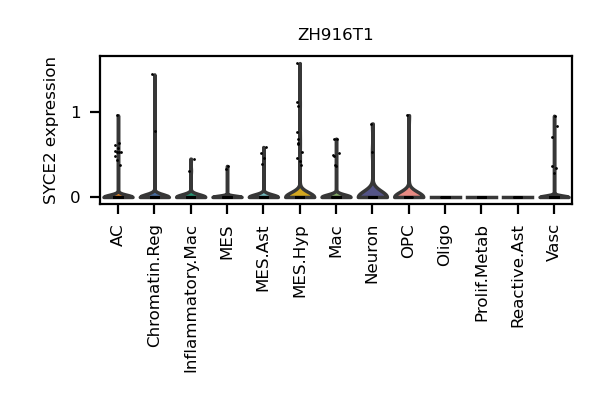 ZH916T1
SYCE2 expression
1
0
AC
Chromatin.Reg
Inflammatory.Mac
MES
MES.Ast
MES.Hyp
Mac
Neuron
OPC
Oligo
Prolif.Metab
Reactive.Ast
Vasc